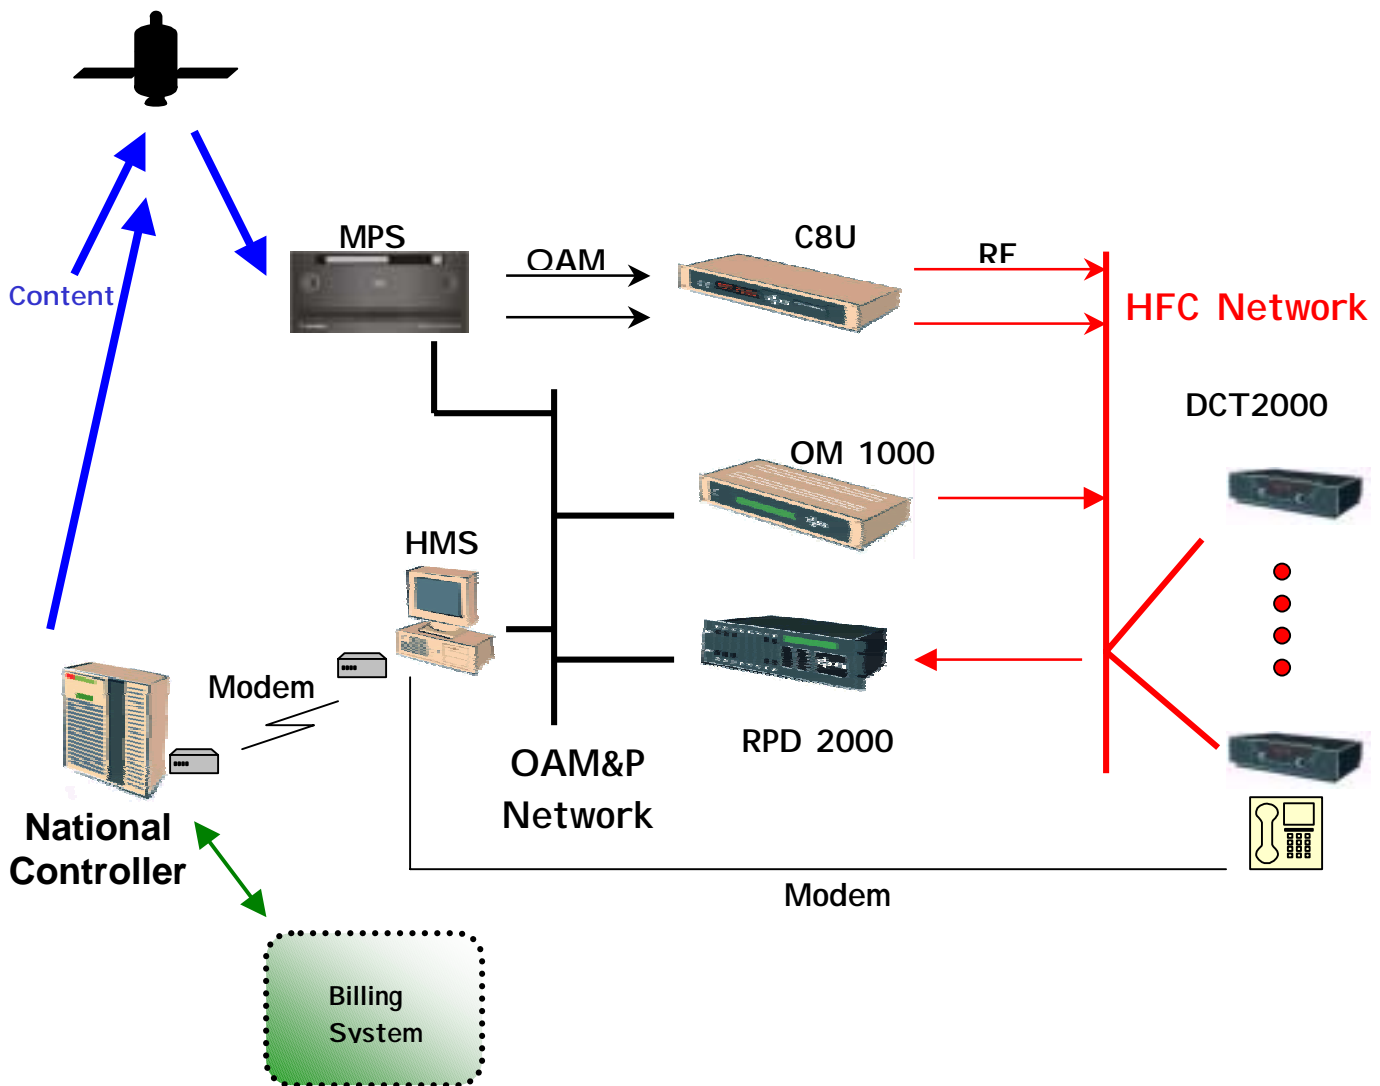 MPS
QAM
C8U
RF
Content
HFC Network
DCT2000
OM 1000
HMS
Modem
RPD 2000
OAM&P
Network
National
Controller
Modem
Billing
System